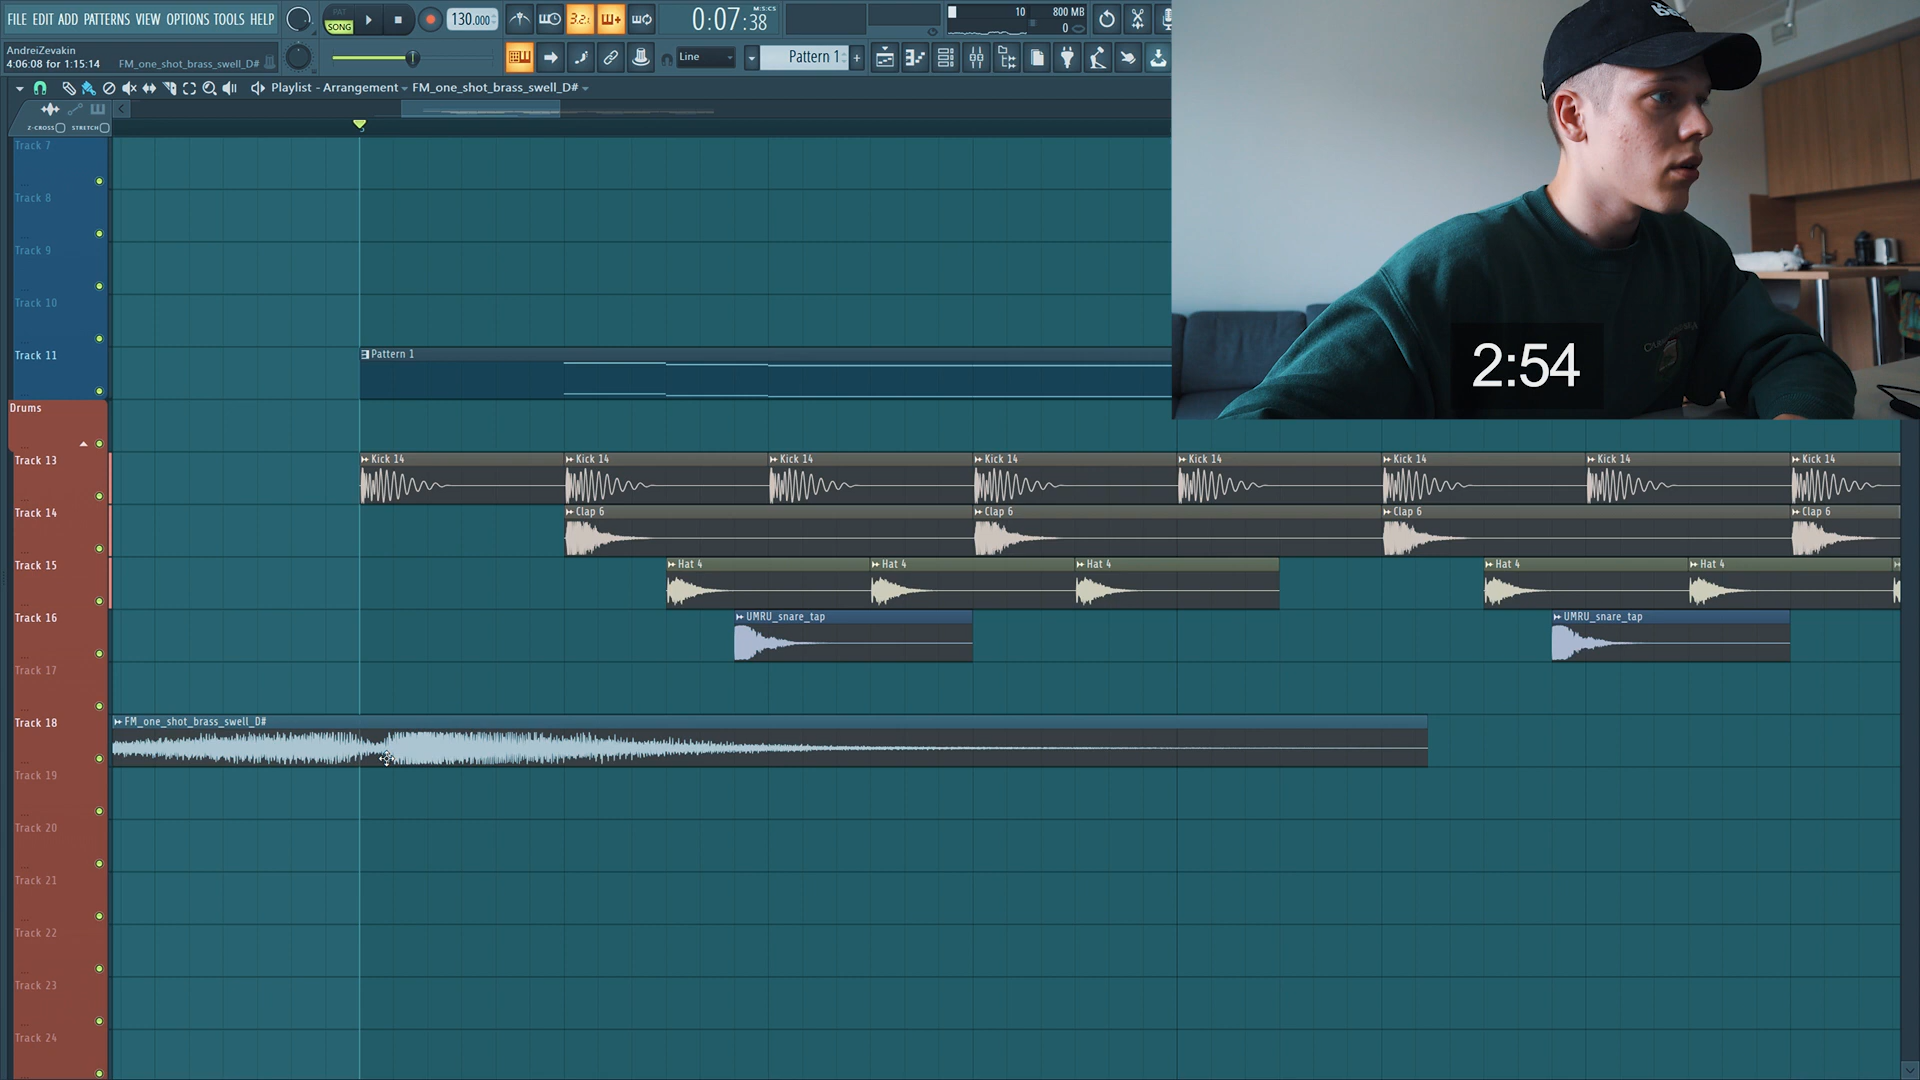 FILE EDIT ADD PATTERNS VIEW OPTIONS TOOLS HELP
PAT
SONG
130.000
3.2.
0:07:38
M:S:CS
10
800 MB
0
AndreiZevakin
4:06:08 for 1:15:14
FM_one_shot_brass_swell_D#
Line
Pattern 1
+
Playlist - Arrangement
FM_one_shot_brass_swell_D#
Z-CROSS
STRETCH
Track 7
Track 8
Track 9
Track 10
Track 11
Pattern 1
2:54
Drums
Track 13
Kick 14
Kick 14
Kick 14
Kick 14
Kick 14
Kick 14
Kick 14
Kick 14
Track 14
Clap 6
Clap 6
Clap 6
Clap 6
Track 15
Hat 4
Hat 4
Hat 4
Hat 4
Hat 4
Track 16
UMRU_snare_tap
UMRU_snare_tap
Track 17
Track 18
FM_one_shot_brass_swell_D#
Track 19
Track 20
Track 21
Track 22
Track 23
Track 24